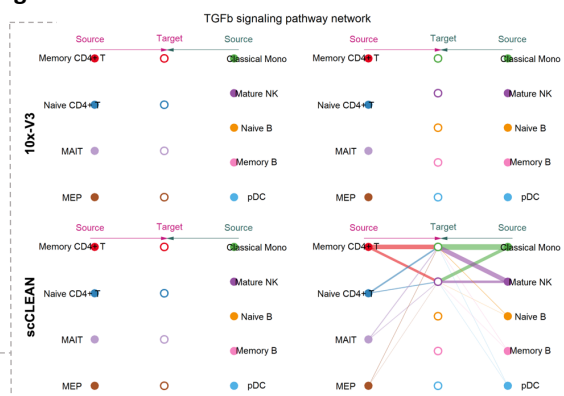 TGFb signaling pathway network
Source Target Source Source Target Source
Memory CD4+ T Classical Mono Memory CD4+ T Classical Mono
Mature NK Mature NK
Naive CD4+ T Naive CD4+ T
10x-V3
Naive B Naive B
MAIT MAIT
Memory B Memory B
MEP pDC MEP pDC
Source Target Source Source Target Source
Memory CD4+ T Classical Mono Memory CD4+ T Classical Mono
Mature NK Mature NK
Naive CD4+ T Naive CD4+ T
scCLEAN
Naive B Naive B
MAIT MAIT
Memory B Memory B
MEP pDC MEP pDC